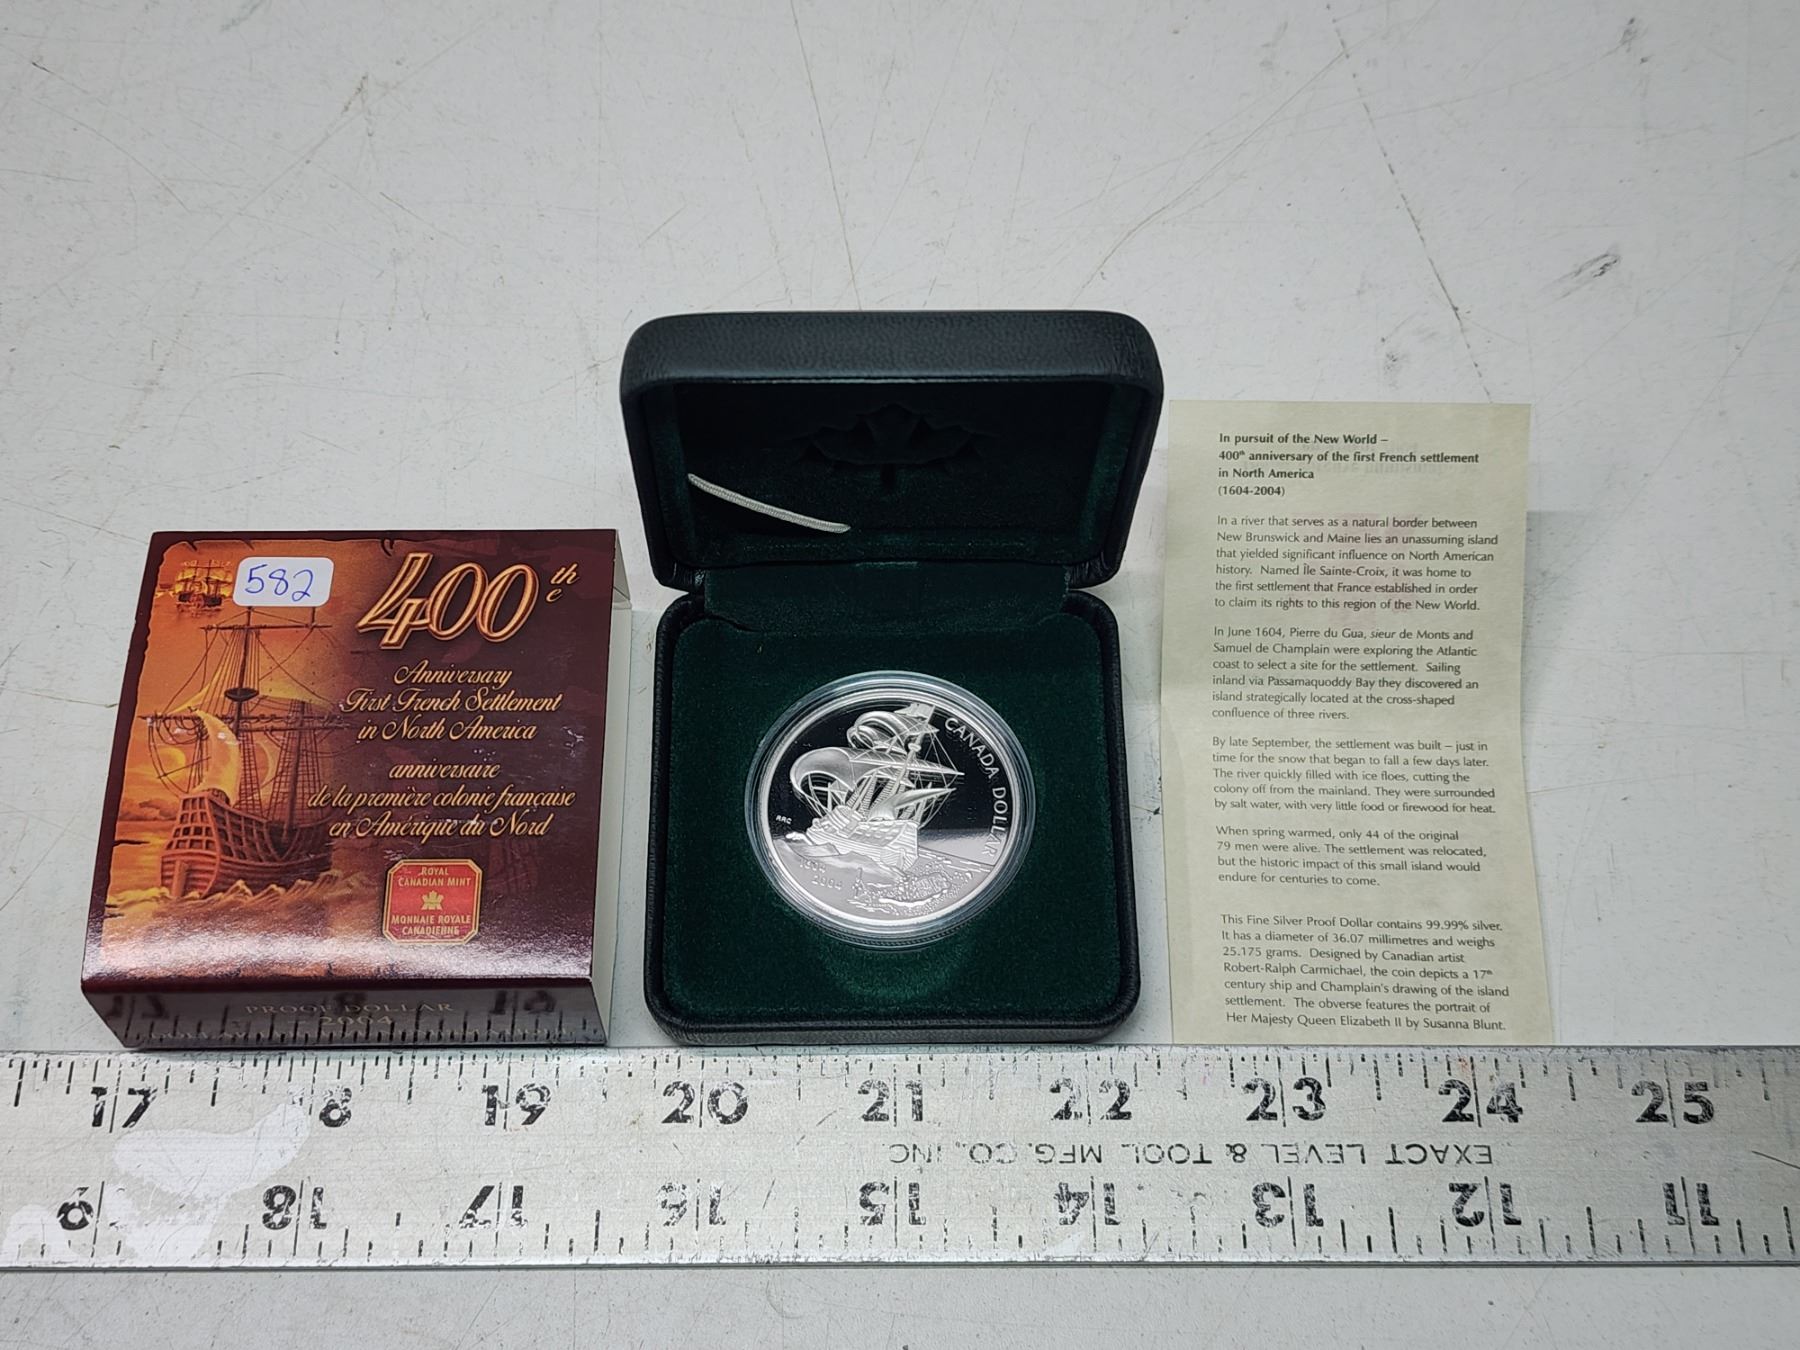 582
400 th
e
Anniversary
First French Settlement
in North America
anniversaire
de la première colonie française
en Amérique du Nord
ROYAL
CANADIAN MINT
MONNAIE ROYALE
CANADIENNE
PROOF DOLLAR
2004
CANADA DOLLAR
RRC
1604
2004
In pursuit of the New World –
400th anniversary of the first French settlement
in North America
(1604-2004)
In a river that serves as a natural border between
New Brunswick and Maine lies an unassuming island
that yielded significant influence on North American
history. Named Île Sainte-Croix, it was home to
the first settlement that France established in order
to claim its rights to this region of the New World.
In June 1604, Pierre du Gua, sieur de Monts and
Samuel de Champlain were exploring the Atlantic
coast to select a site for the settlement. Sailing
inland via Passamaquoddy Bay they discovered an
island strategically located at the cross-shaped
confluence of three rivers.
By late September, the settlement was built – just in
time for the snow that began to fall a few days later.
The river quickly filled with ice floes, cutting the
colony off from the mainland. They were surrounded
by salt water, with very little food or firewood for heat.
When spring warmed, only 44 of the original
79 men were alive. The settlement was relocated,
but the historic impact of this small island would
endure for centuries to come.
This Fine Silver Proof Dollar contains 99.99% silver.
It has a diameter of 36.07 millimetres and weighs
25.175 grams. Designed by Canadian artist
Robert-Ralph Carmichael, the coin depicts a 17th
century ship and Champlain's drawing of the island
settlement. The obverse features the portrait of
Her Majesty Queen Elizabeth II by Susanna Blunt.
17 18 19 20 21 22 23 24 25
EXACT LEVEL & TOOL MFG. CO., INC
19 18 17 16 15 14 13 12 11